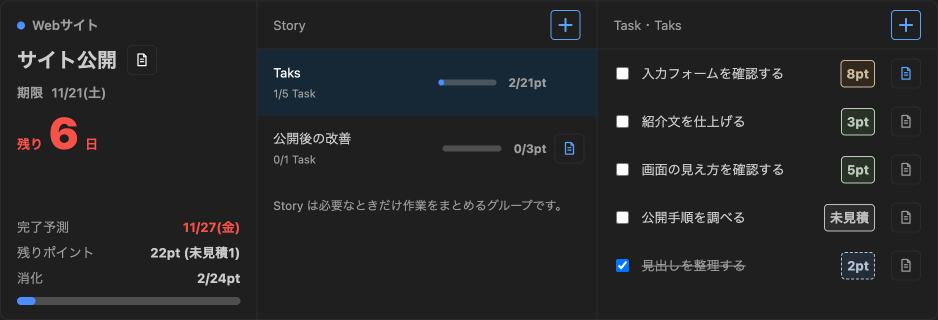 Webサイト
サイト公開
期限 11/21(土)
残り 6 日
完了予測 11/27(金)
残りポイント 22pt (未見積1)
消化 2/24pt
Story
Taks 2/21pt
1/5 Task
公開後の改善 0/3pt
0/1 Task
Story は必要なときだけ作業をまとめるグループです。
Task・Taks
入力フォームを確認する 8pt
紹介文を仕上げる 3pt
画面の見え方を確認する 5pt
公開手順を調べる 未見積
見出しを整理する 2pt